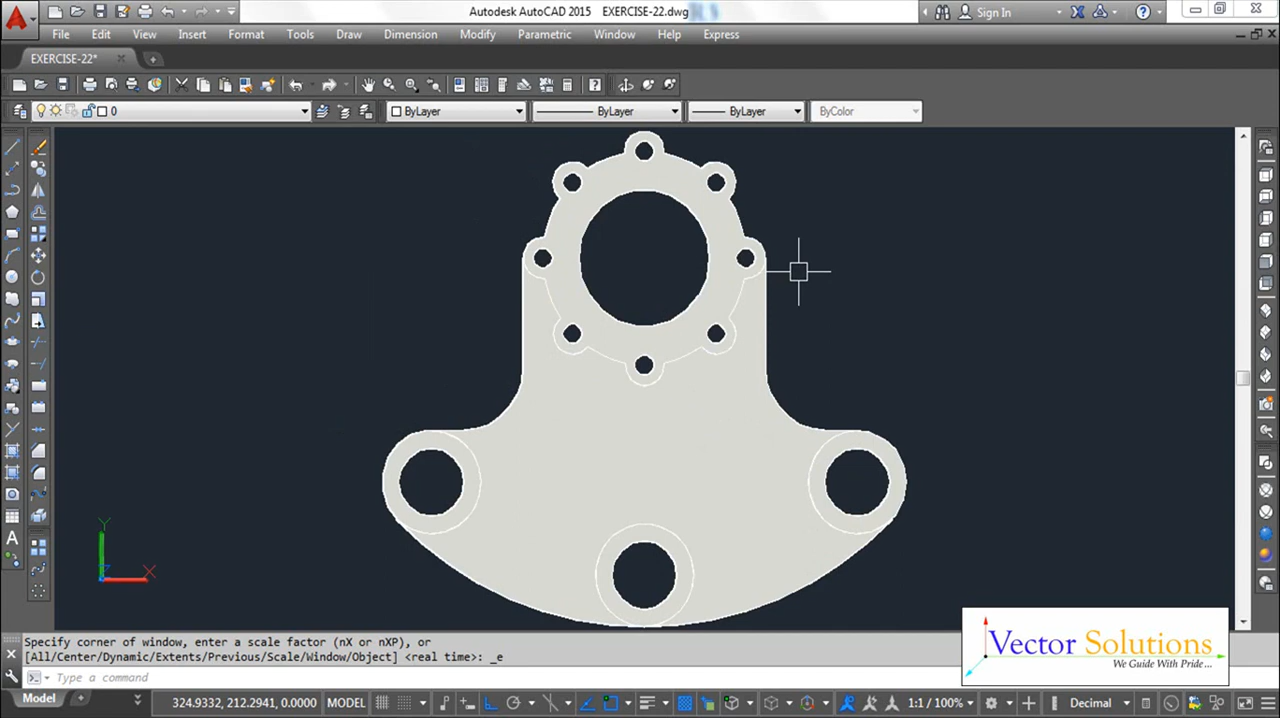 Autodesk AutoCAD 2015 EXERCISE-22.dwg
Sign In
File Edit View Insert Format Tools Draw Dimension Modify Parametric Window Help Express
EXERCISE-22*
0
ByLayer
ByLayer
ByLayer
ByColor
Y
X
Z
A
Specify corner of window, enter a scale factor (nX or nXP), or
[All/Center/Dynamic/Extents/Previous/Scale/Window/Object] <real time>: _e
Type a command
Vector Solutions
We Guide With Pride...
Model
324.9332, 212.2941, 0.0000 MODEL
1:1 / 100%
Decimal